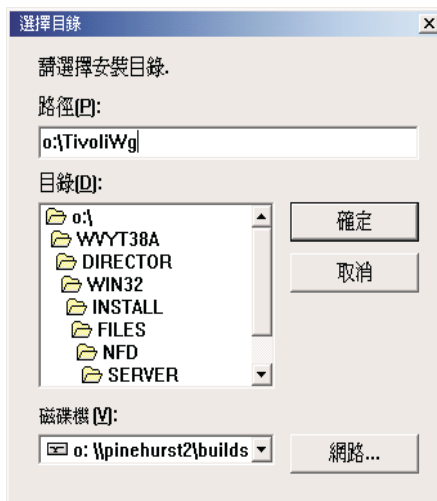 選擇目錄
請選擇安裝目錄.
路徑(P):
o:\TivoliWg
目錄(D):
o:\
WVYT38A
DIRECTOR
WIN32
INSTALL
FILES
NFD
SERVER
確定
取消
磁碟機(V):
o: \\pinehurst2\builds
網路...